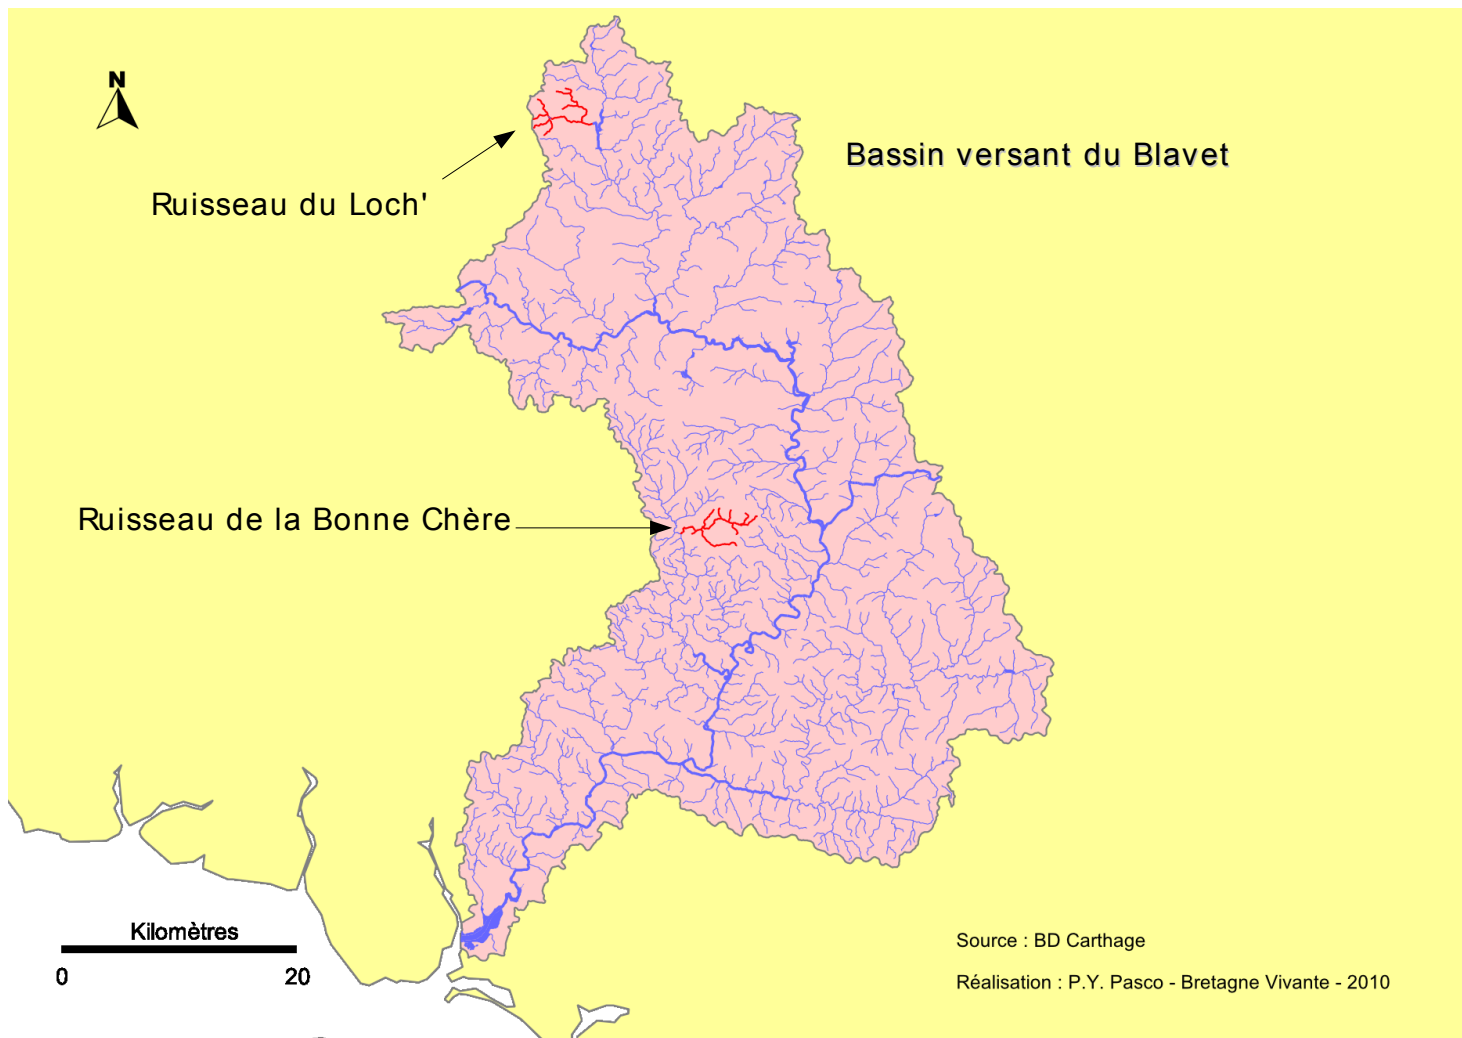 N
Bassin versant du Blavet
Ruisseau du Loch'
Ruisseau de la Bonne Chère
Kilomètres
0 20
Source : BD Carthage
Réalisation : P.Y. Pasco - Bretagne Vivante - 2010